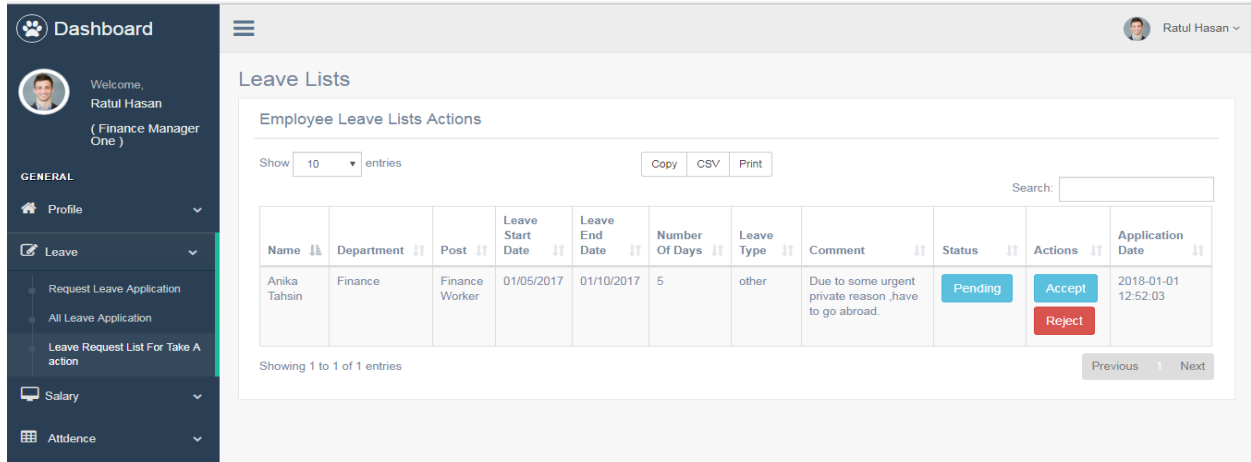 Dashboard
Ratul Hasan
Welcome,
Ratul Hasan
( Finance Manager
One )
GENERAL
Profile
Leave
Request Leave Application
All Leave Application
Leave Request List For Take A
action
Salary
Attdence
Leave Lists
Employee Leave Lists Actions
Show 10 entries
Copy CSV Print
Search:
Name
Department
Post
Leave
Start
Date
Leave
End
Date
Number
Of Days
Leave
Type
Comment
Status
Actions
Application
Date
Anika
Tahsin
Finance
Finance
Worker
01/05/2017
01/10/2017
5
other
Due to some urgent
private reason ,have
to go abroad.
Pending
Accept
Reject
2018-01-01
12:52:03
Showing 1 to 1 of 1 entries
Previous 1 Next